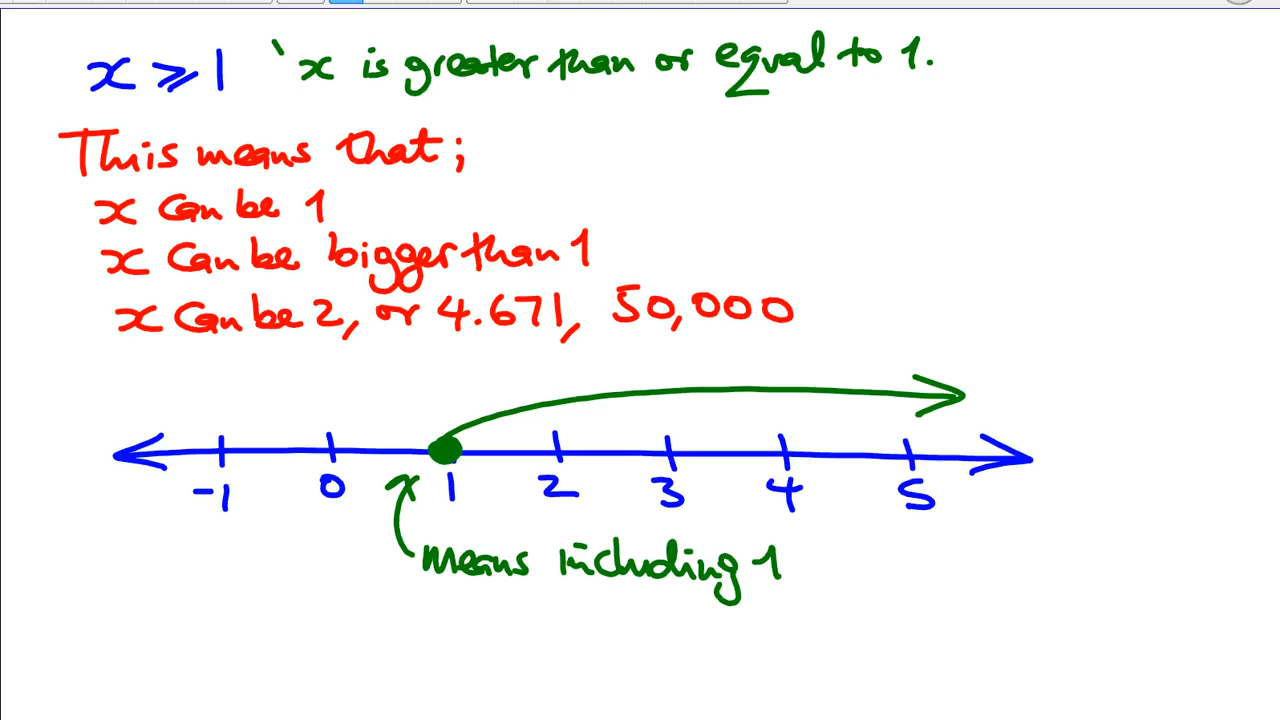 x ⩾ 1 ‵x is greater than or equal to 1.
This means that;
x can be 1
x can be bigger than 1
x can be 2, or 4.671, 50,000
-1 0 1 2 3 4 5
means including 1